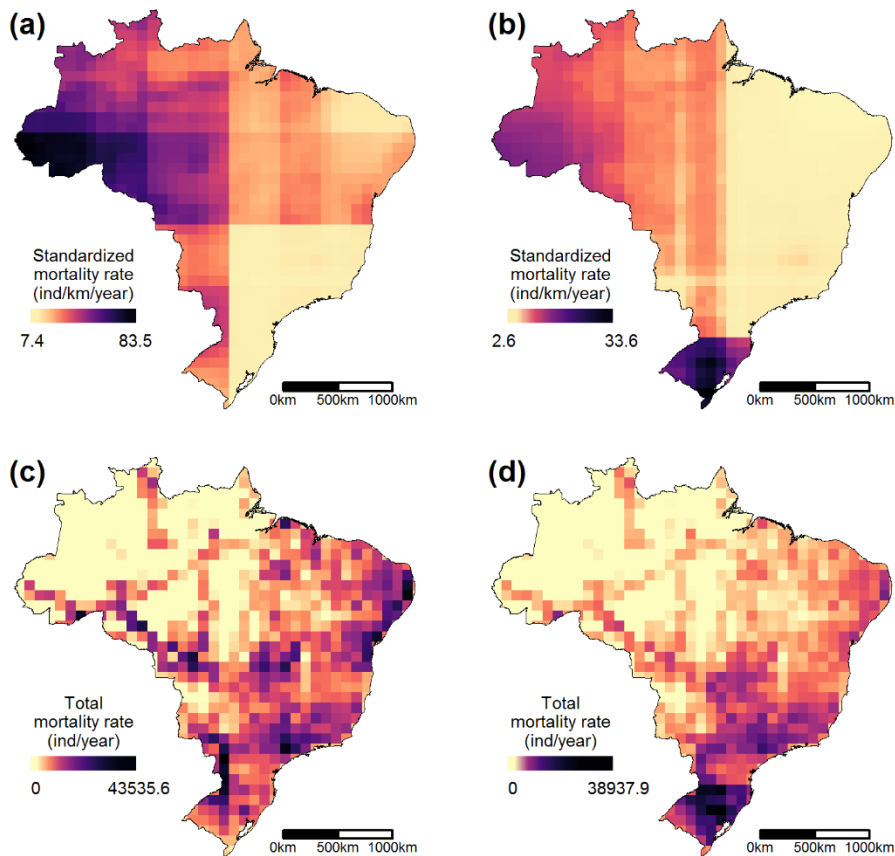 (a)
Standardized
mortality rate
(ind/km/year)
7.4 83.5
0km 500km 1000km
(b)
Standardized
mortality rate
(ind/km/year)
2.6 33.6
0km 500km 1000km
(c)
Total
mortality rate
(ind/year)
0 43535.6
0km 500km 1000km
(d)
Total
mortality rate
(ind/year)
0 38937.9
0km 500km 1000km